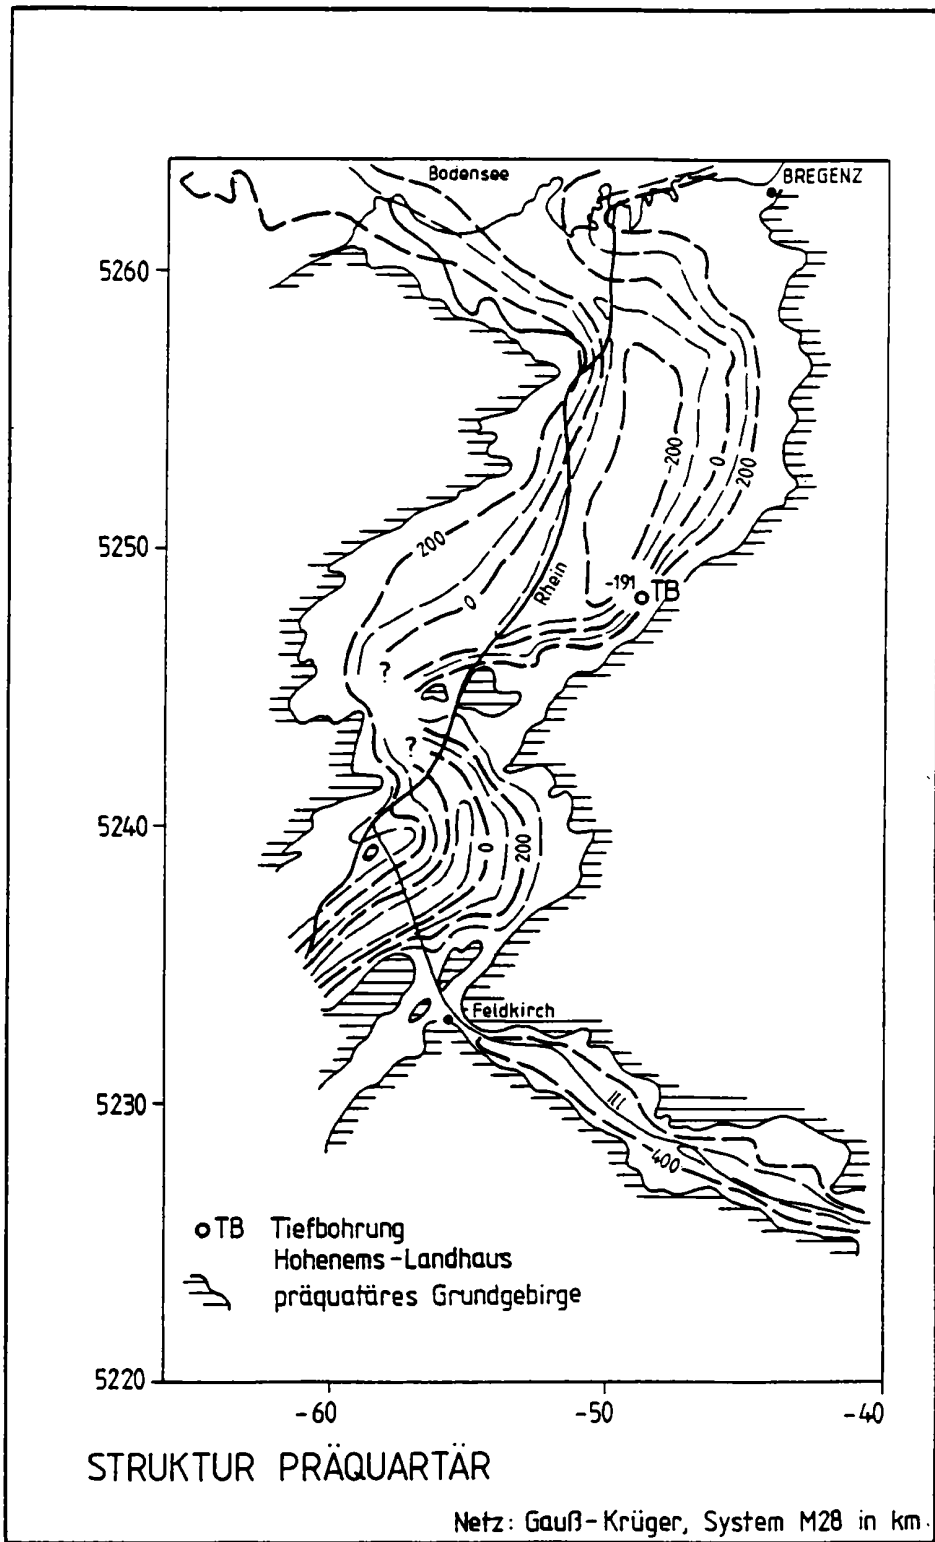 Bodensee
BREGENZ
5260
-200
0
200
200
5250
-191 TB
Rhein
0
?
?
5240
0
200
Feldkirch
5230
Ill
400
TB Tiefbohrung
Hohenems-Landhaus
präquatäres Grundgebirge
5220
-60
-50
-40
STRUKTUR PRÄQUARTÄR
Netz: Gauß-Krüger, System M28 in km.